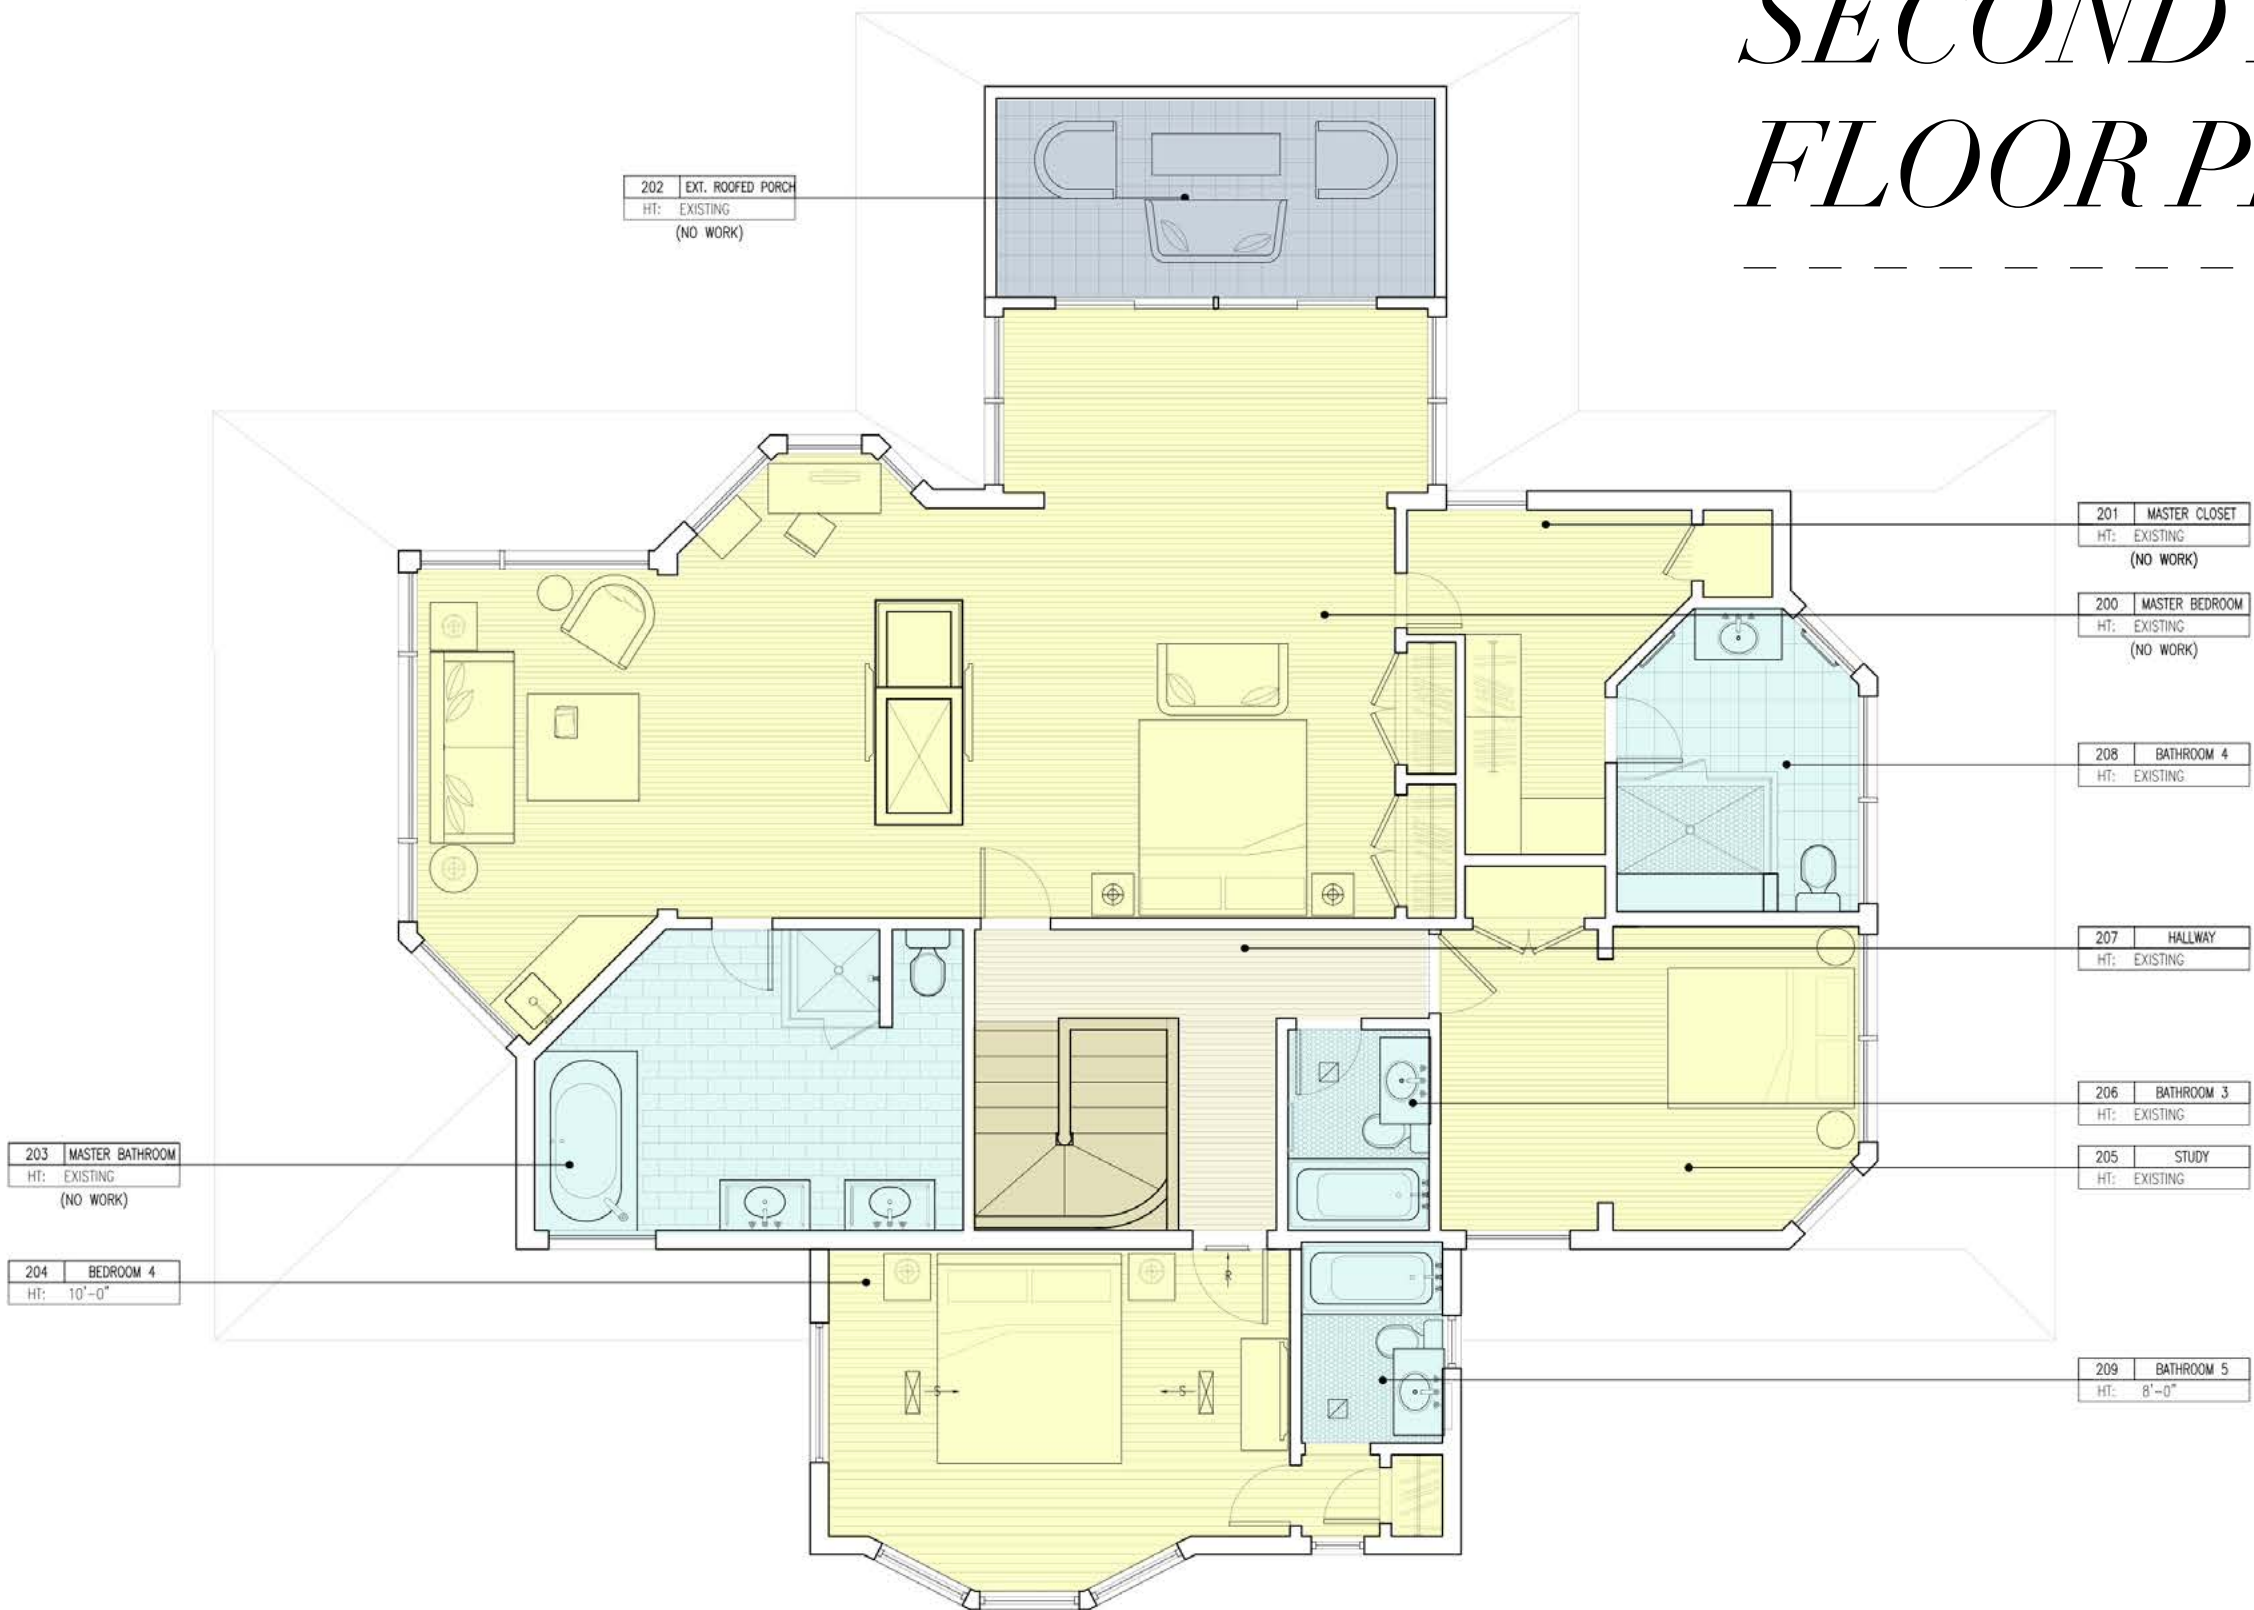 SECOND
FLOOR
202 EXT. ROOFED PORCH
HT: EXISTING
(NO WORK)
201 MASTER CLOSET
HT: EXISTING
(NO WORK)
200 MASTER BEDROOM
HT: EXISTING
(NO WORK)
208 BATHROOM 4
HT: EXISTING
207 HALLWAY
HT: EXISTING
206 BATHROOM 3
HT: EXISTING
205 STUDY
HT: EXISTING
203 MASTER BATHROOM
HT: EXISTING
(NO WORK)
204 BEDROOM 4
HT: 10'-0"
R
S
S
209 BATHROOM 5
HT: 8'-0"